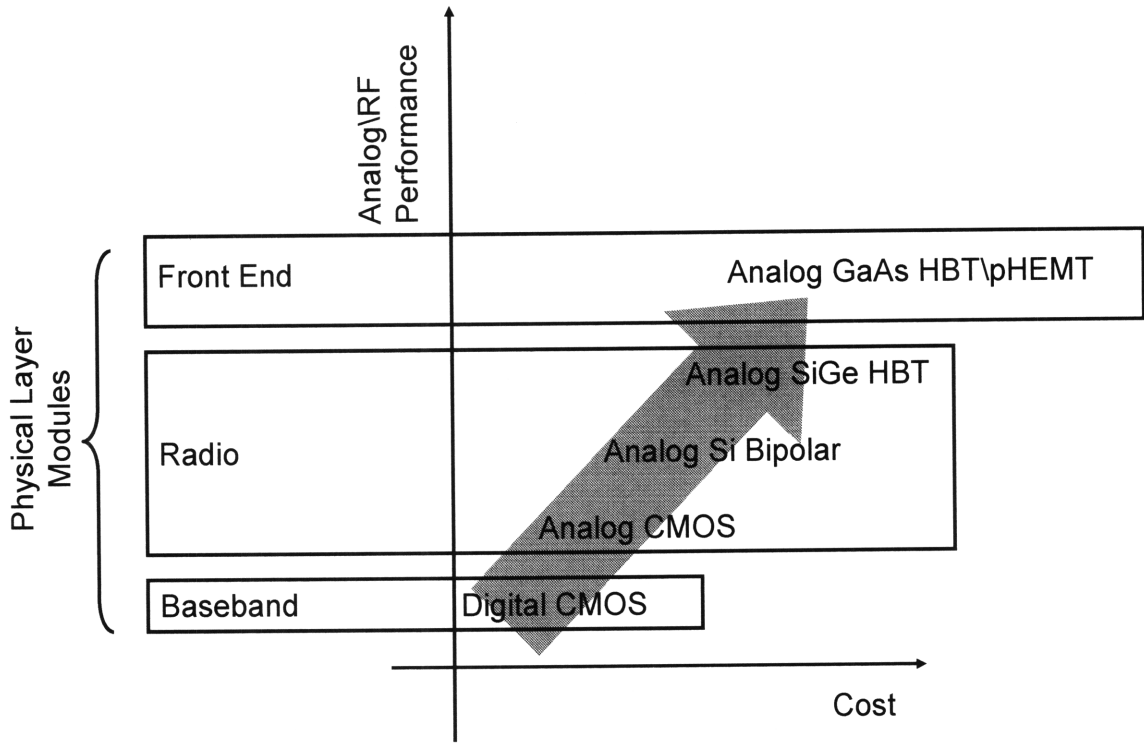 Analog\RF
Performance
Physical Layer
Modules
Front End
Analog GaAs HBT\pHEMT
Radio
Analog SiGe HBT
Analog Si Bipolar
Analog CMOS
Baseband
Digital CMOS
Cost